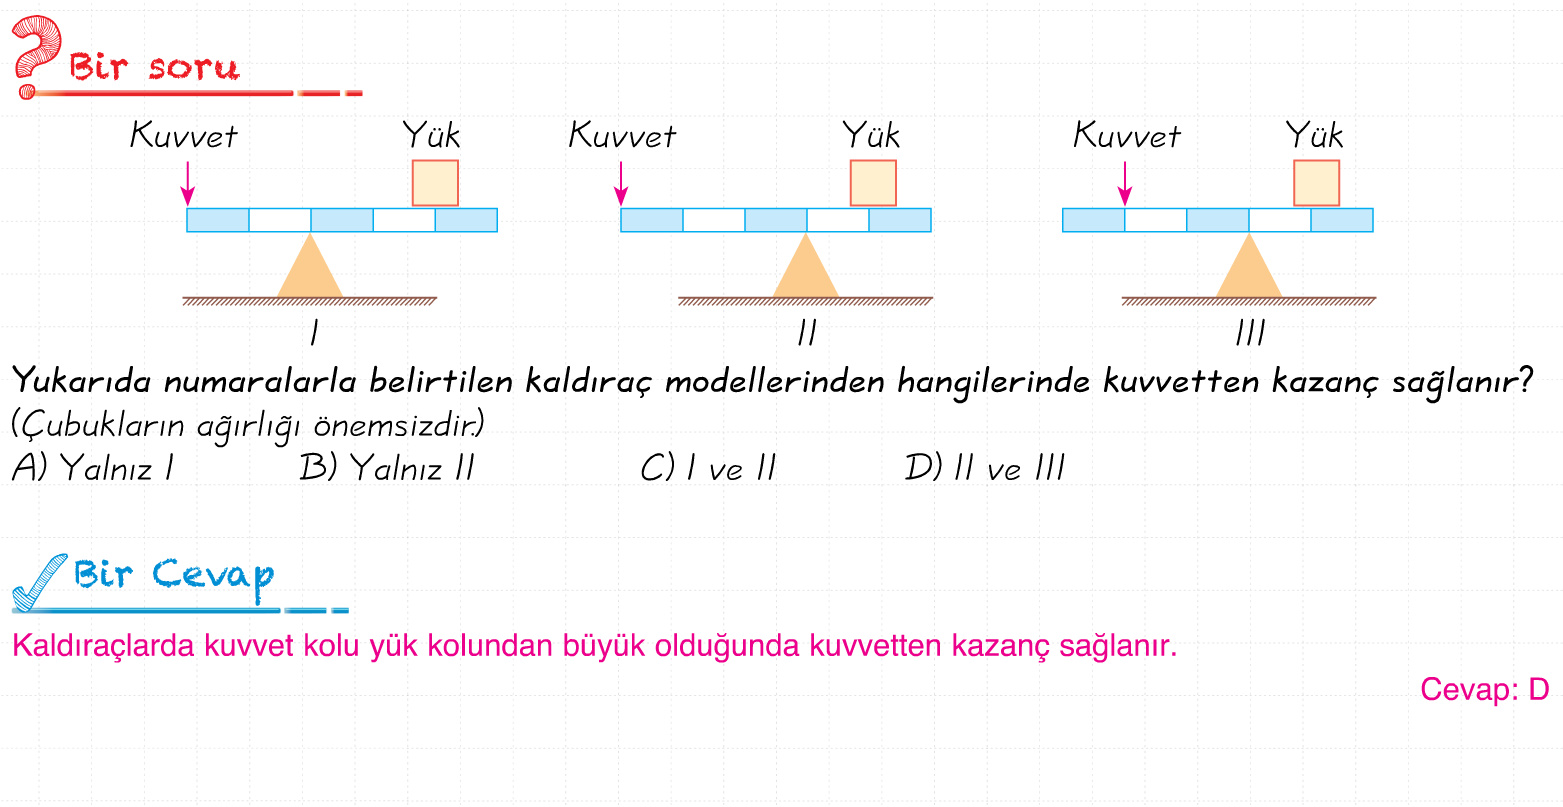 Bir soru
Kuvvet Yük Kuvvet Yük Kuvvet Yük
I II III
Yukarıda numaralarla belirtilen kaldıraç modellerinden hangilerinde kuvvetten kazanç sağlanır?
(Çubukların ağırlığı önemsizdir.)
A) Yalnız I B) Yalnız II C) I ve II D) II ve III
Bir Cevap
Kaldıraçlarda kuvvet kolu yük kolundan büyük olduğunda kuvvetten kazanç sağlanır.
Cevap: D